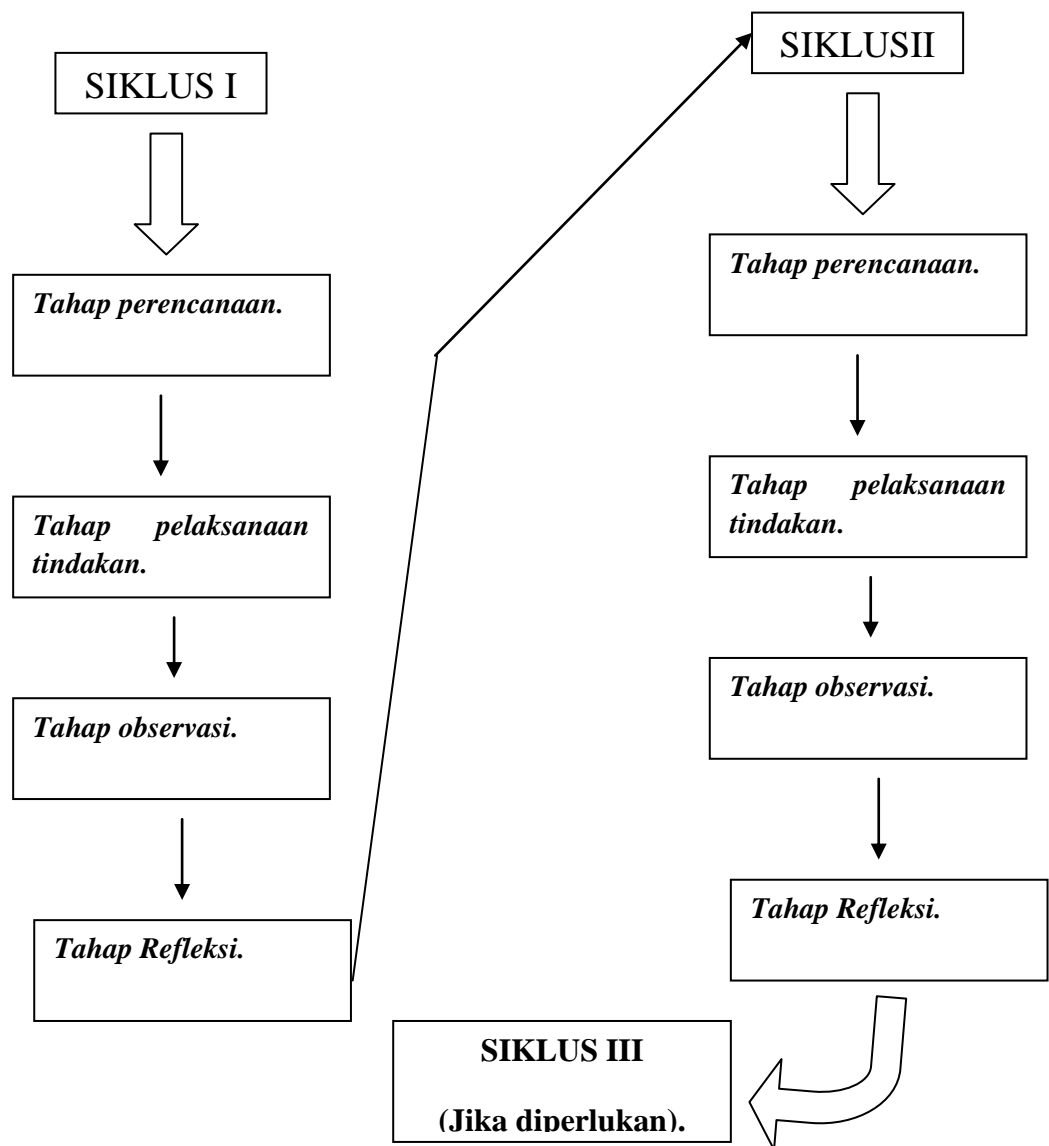 SIKLUS I
Tahap perencanaan.
Tahap pelaksanaan
tindakan.
Tahap observasi.
Tahap Refleksi.
SIKLUSII
Tahap perencanaan.
Tahap pelaksanaan
tindakan.
Tahap observasi.
Tahap Refleksi.
SIKLUS III
(Jika diperlukan).